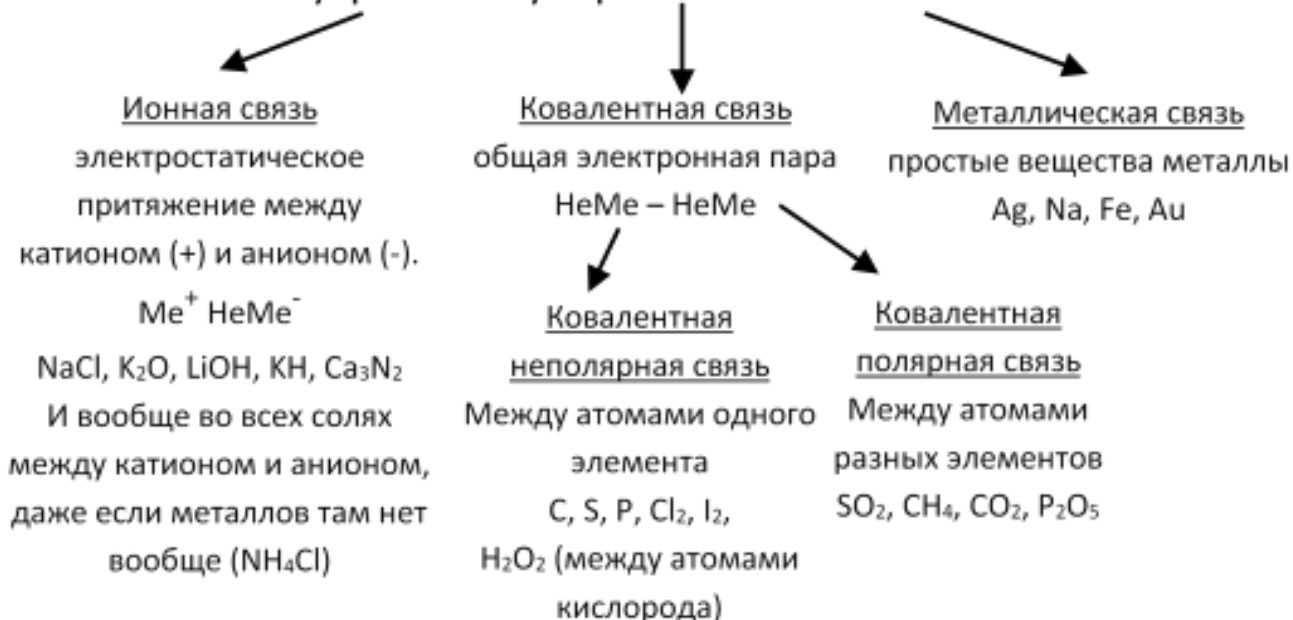 Ионная связь
электростатическое
притяжение между
катионом (+) и анионом (-).
Me⁺ НеМе⁻
NaCl, K₂O, LiOH, KH, Ca₃N₂
И вообще во всех солях
между катионом и анионом,
даже если металлов там нет
вообще (NH₄Cl)
Ковалентная связь
общая электронная пара
НеМе – НеМе
Ковалентная
неполярная связь
Между атомами одного
элемента
C, S, P, Cl₂, I₂,
H₂O₂ (между атомами
кислорода)
Ковалентная
полярная связь
Между атомами
разных элементов
SO₂, CH₄, CO₂, P₂O₅
Металлическая связь
простые вещества металлы
Ag, Na, Fe, Au